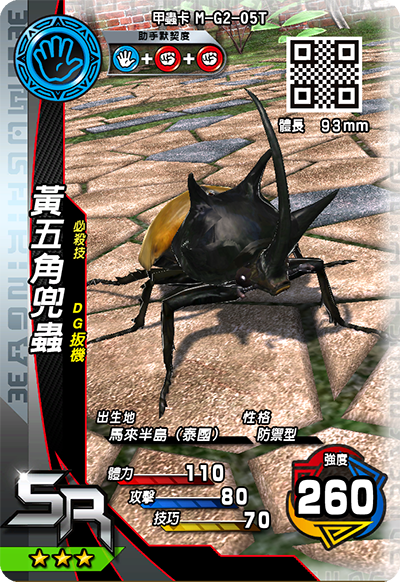 甲蟲卡 M-G2-05T
助手默契度
+ +
體長 93mm
黃五角兜蟲
必殺技 DG扳機
出生地 性格
馬來半島（泰國） 防禦型
體力 110
攻擊 80
技巧 70
強度
260
SR